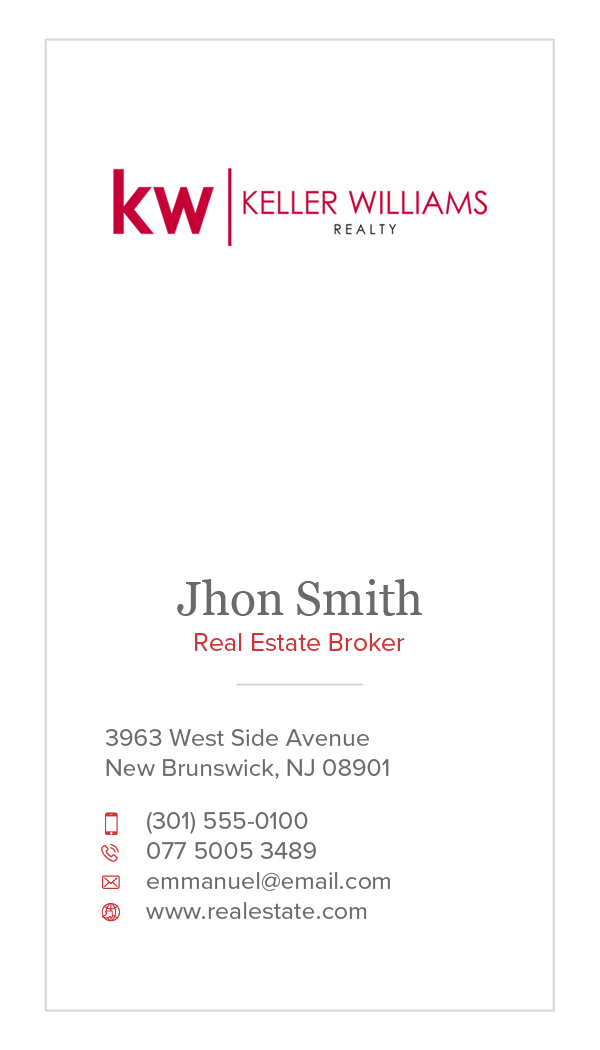 kw KELLER WILLIAMS
REALTY
Jhon Smith
Real Estate Broker
3963 West Side Avenue
New Brunswick, NJ 08901
(301) 555-0100
077 5005 3489
emmanuel@email.com
www.realestate.com